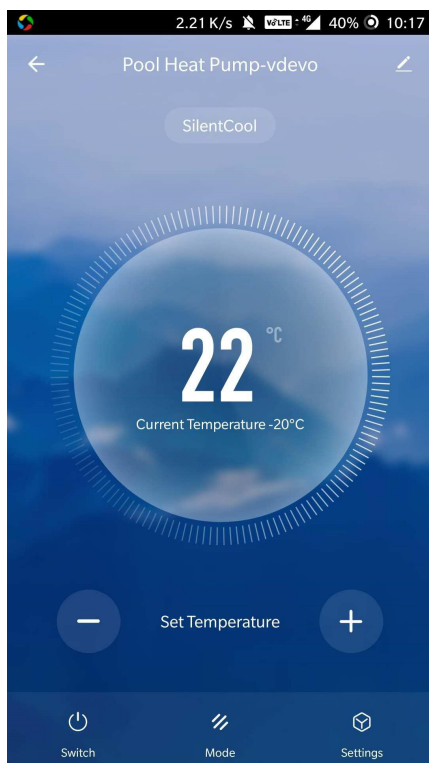 2.21 K/s VoLTE 4G 40% 10:17
Pool Heat Pump-vdevo
SilentCool
22 °C
Current Temperature -20°C
Set Temperature
Switch Mode Settings